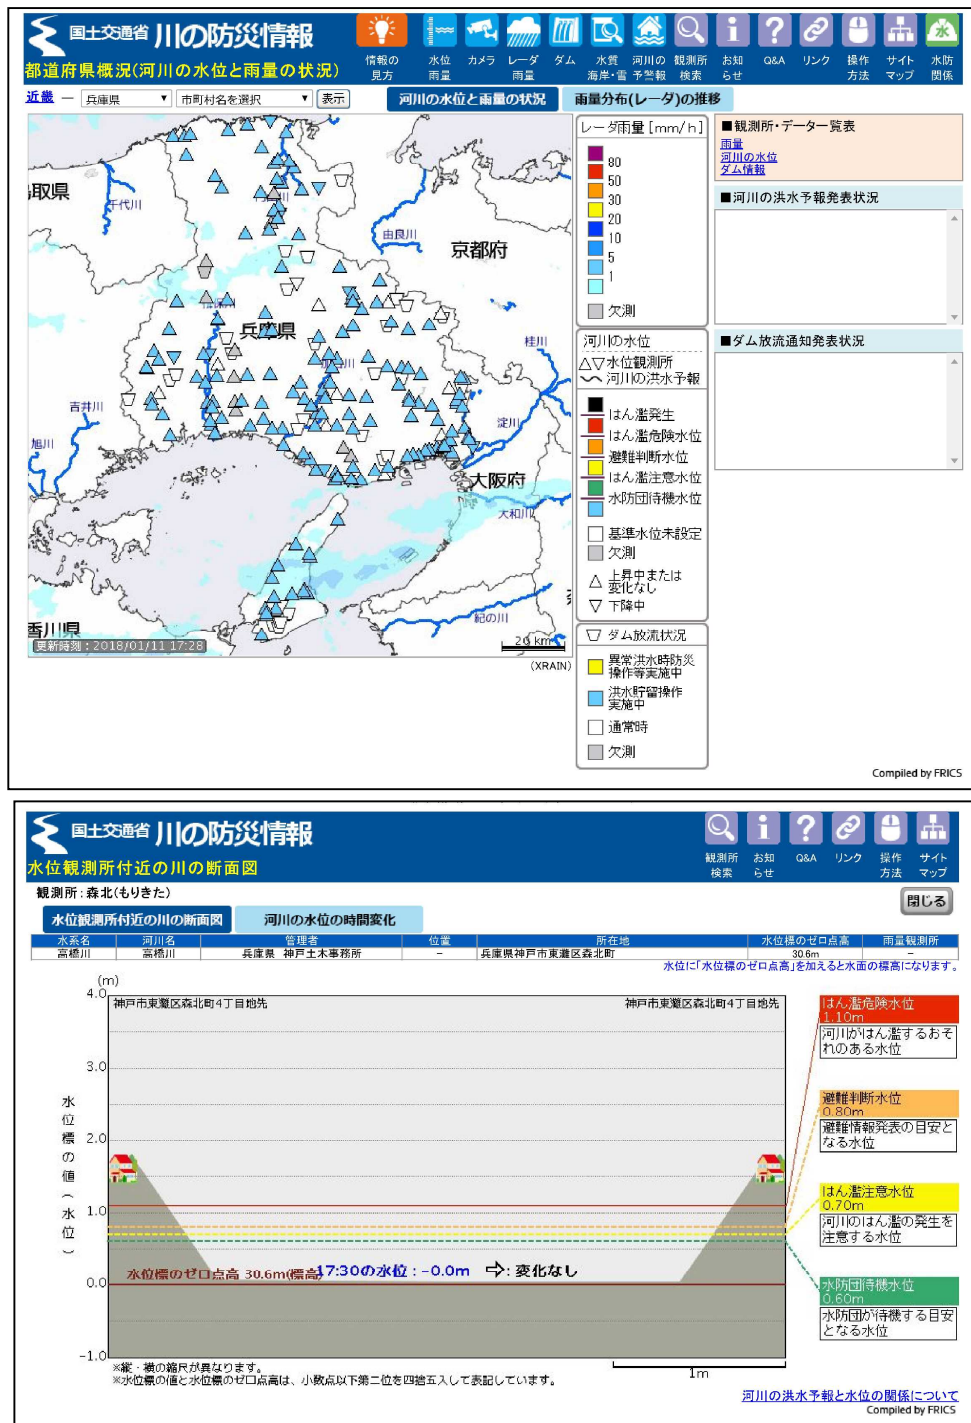 国土交通省 川の防災情報
都道府県概況(河川の水位と雨量の状況)
情報の見方
水位雨量
カメラ
レーダ雨量
ダム
水質海岸・雪
河川の予警報
観測所検索
お知らせ
Q&A
リンク
操作方法
サイトマップ
水防関係
近畿 ― 兵庫県 市町村名を選択 表示
河川の水位と雨量の状況 雨量分布(レーダ)の推移
千代川
由良川
京都府
兵庫県
桂川
吉井川
旭川
淀川
大阪府
大和川
紀の川
香川県
更新時刻:2018/01/11 17:28
20 km
(XRAIN)
レーダ雨量 [mm/h]
80
50
30
20
10
5
1
欠測
河川の水位
△▽水位観測所
河川の洪水予報
はん濫発生
はん濫危険水位
避難判断水位
はん濫注意水位
水防団待機水位
基準水位未設定
欠測
△ 上昇中または
変化なし
▽ 下降中
ダム放流状況
異常洪水時防災
操作等実施中
洪水貯留操作
実施中
通常時
欠測
■観測所・データ一覧表
雨量
河川の水位
ダム情報
■河川の洪水予報発表状況
■ダム放流通知発表状況
Compiled by FRICS
国土交通省 川の防災情報
水位観測所付近の川の断面図
観測所検索
お知らせ
Q&A
リンク
操作方法
サイトマップ
観測所:森北(もりきた)
閉じる
水位観測所付近の川の断面図 河川の水位の時間変化
水系名 河川名 管理者 位置 所在地 水位標のゼロ点高 雨量観測所
高橋川 高橋川 兵庫県 神戸土木事務所 － 兵庫県神戸市東灘区森北町 30.6m －
水位に「水位標のゼロ点高」を加えると水面の標高になります。
(m)
4.0
神戸市東灘区森北町4丁目地先 神戸市東灘区森北町4丁目地先
3.0
2.0
1.0
0.0
-1.0
水位標の値(水位)
水位標のゼロ点高 30.6m(標高)
17:30の水位:-0.0m ⇨:変化なし
はん濫危険水位
1.10m
河川がはん濫するおそ
れのある水位
避難判断水位
0.80m
避難情報発表の目安と
なる水位
はん濫注意水位
0.70m
河川のはん濫の発生を
注意する水位
水防団待機水位
0.60m
水防団が待機する目安
となる水位
1m
※縦・横の縮尺が異なります。
※水位標の値と水位標のゼロ点高は、小数点以下第二位を四捨五入して表記しています。
河川の洪水予報と水位の関係について
Compiled by FRICS